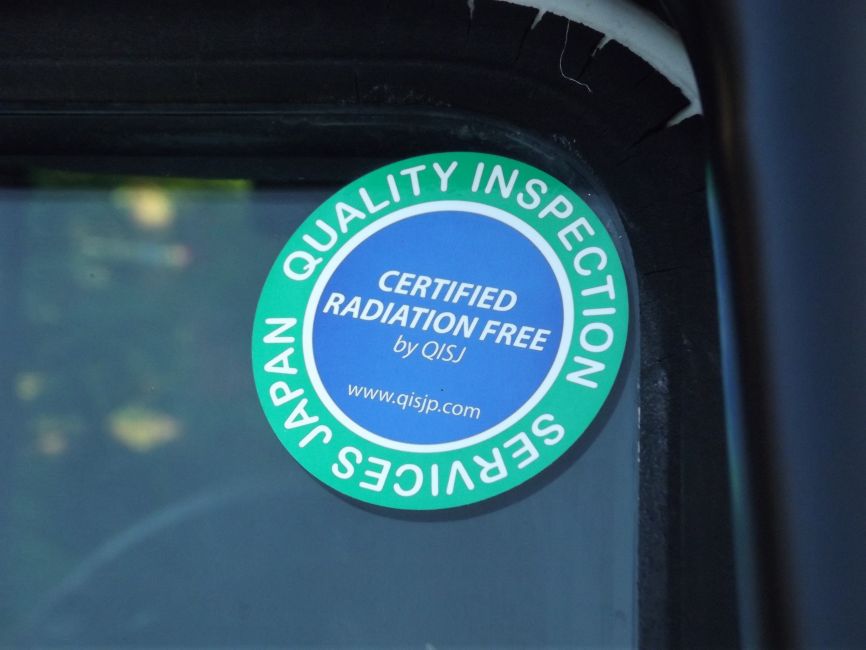 QUALITY INSPECTION SERVICES JAPAN
CERTIFIED
RADIATION FREE
by QISJ
www.qisjp.com